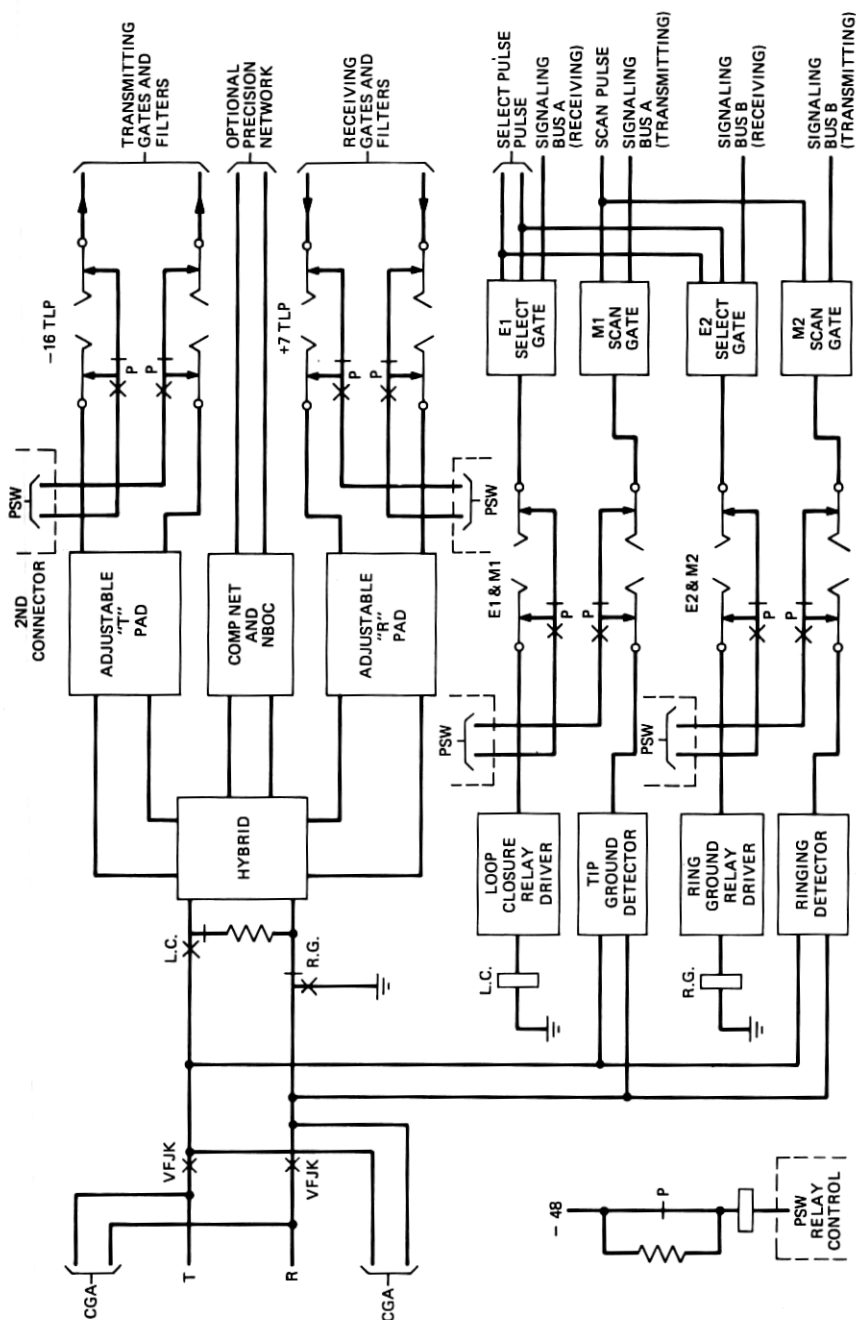 TRANSMITTING
GATES AND
FILTERS
OPTIONAL
PRECISION
NETWORK
RECEIVING
GATES AND
FILTERS
-16 TLP
+7 TLP
P
P
P
P
PSW
2ND
CONNECTOR
PSW
ADJUSTABLE
"T"
PAD
COMP NET
AND
NBOC
ADJUSTABLE
"R"
PAD
HYBRID
L.C.
R.G.
VFJK
VFJK
CGA
T
R
CGA
SELECT PULSE
PULSE
SIGNALING
BUS A
(RECEIVING)
SCAN PULSE
SIGNALING
BUS A
(TRANSMITTING)
SIGNALING
BUS B
(RECEIVING)
SIGNALING
BUS B
(TRANSMITTING)
E1
SELECT
GATE
M1
SCAN
GATE
E2
SELECT
GATE
M2
SCAN
GATE
E1 & M1
E2 & M2
P
P
P
P
PSW
PSW
LOOP
CLOSURE
RELAY
DRIVER
TIP
GROUND
DETECTOR
RING
GROUND
RELAY
DRIVER
RINGING
DETECTOR
L.C.
R.G.
- 48
P
PSW
RELAY
CONTROL